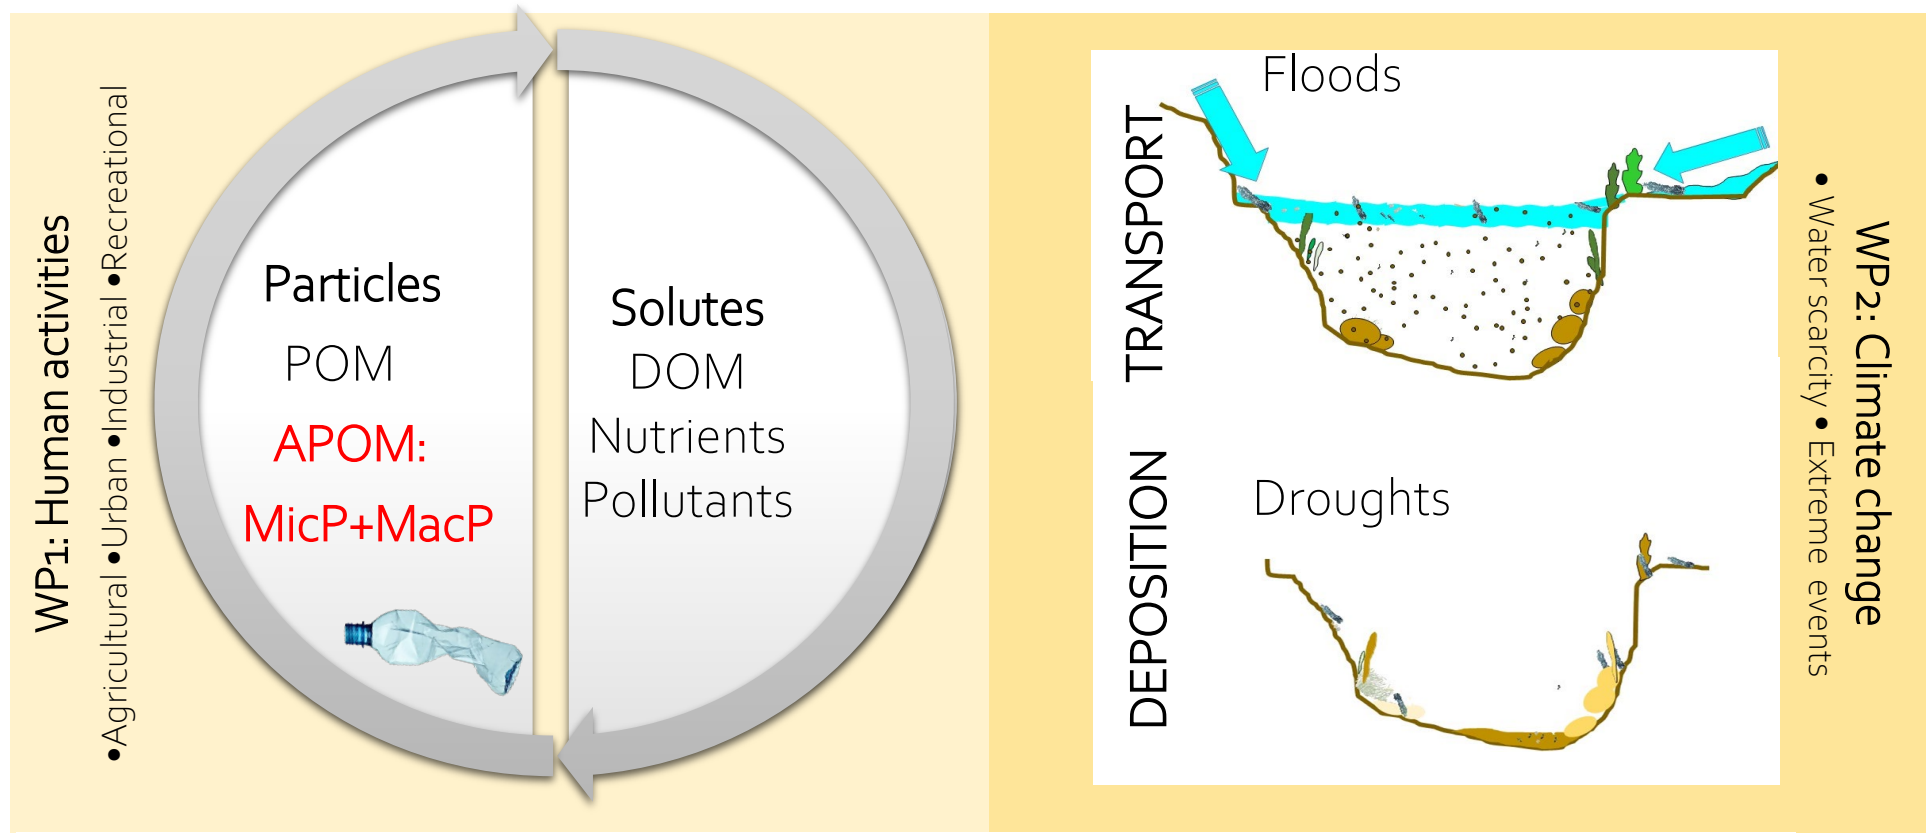 WP1: Human activities
•Agricultural •Urban •Industrial •Recreational
Particles
POM
APOM:
MicP+MacP
Solutes
DOM
Nutrients
Pollutants
TRANSPORT
Floods
DEPOSITION
Droughts
WP2: Climate change
• Water scarcity • Extreme events